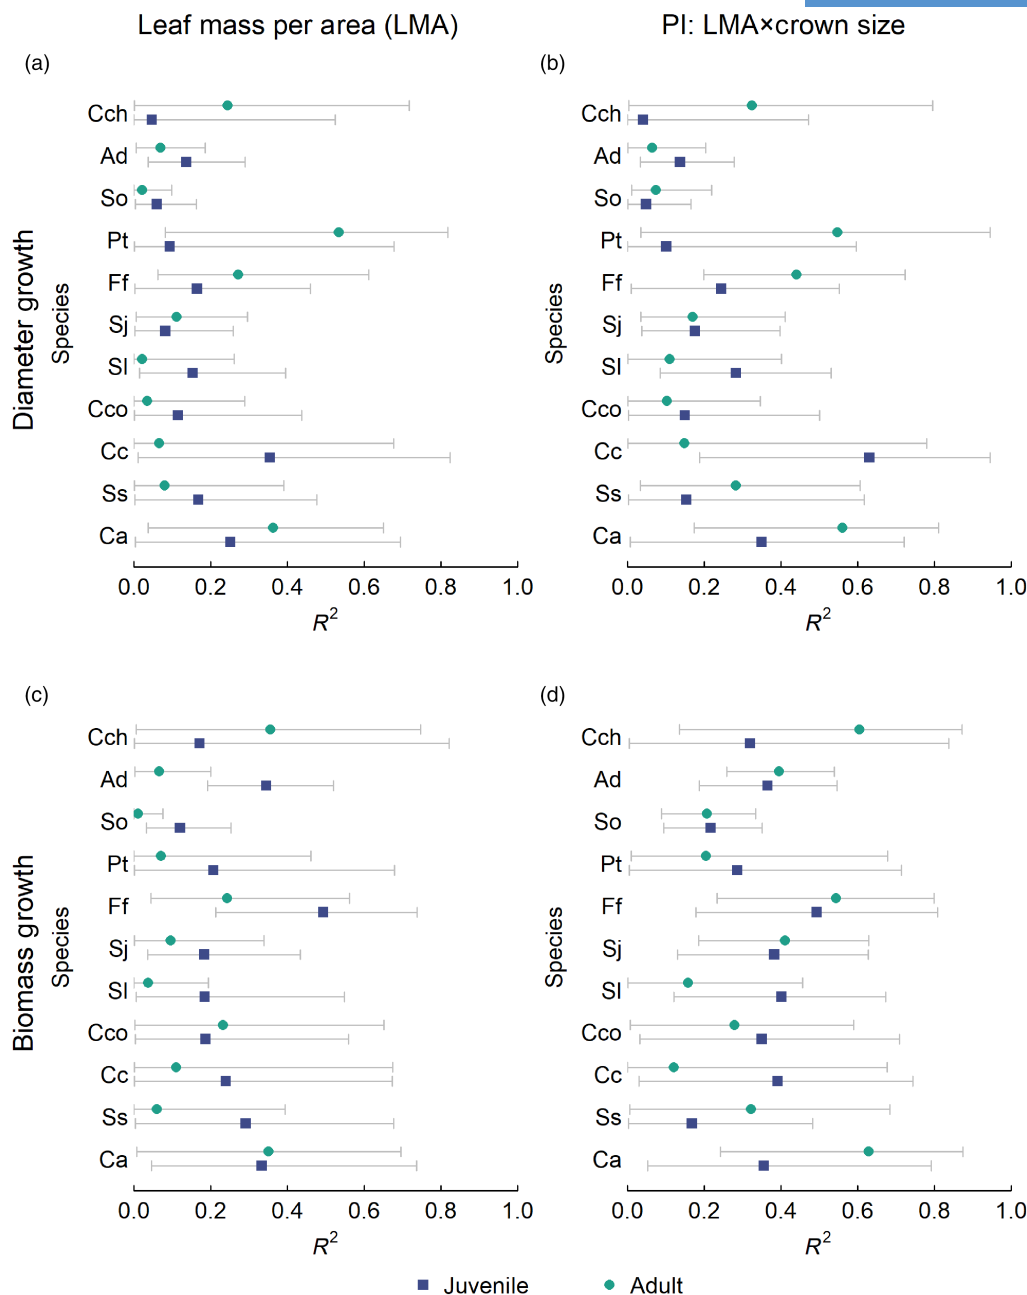 Leaf mass per area (LMA)
PI: LMA×crown size
(a)
(b)
Diameter growth
Species
Cch
Ad
So
Pt
Ff
Sj
Sl
Cco
Cc
Ss
Ca
0.0 0.2 0.4 0.6 0.8 1.0
R²
Species
Cch
Ad
So
Pt
Ff
Sj
Sl
Cco
Cc
Ss
Ca
0.0 0.2 0.4 0.6 0.8 1.0
R²
(c)
(d)
Biomass growth
Species
Cch
Ad
So
Pt
Ff
Sj
Sl
Cco
Cc
Ss
Ca
0.0 0.2 0.4 0.6 0.8 1.0
R²
Species
Cch
Ad
So
Pt
Ff
Sj
Sl
Cco
Cc
Ss
Ca
0.0 0.2 0.4 0.6 0.8 1.0
R²
Juvenile Adult